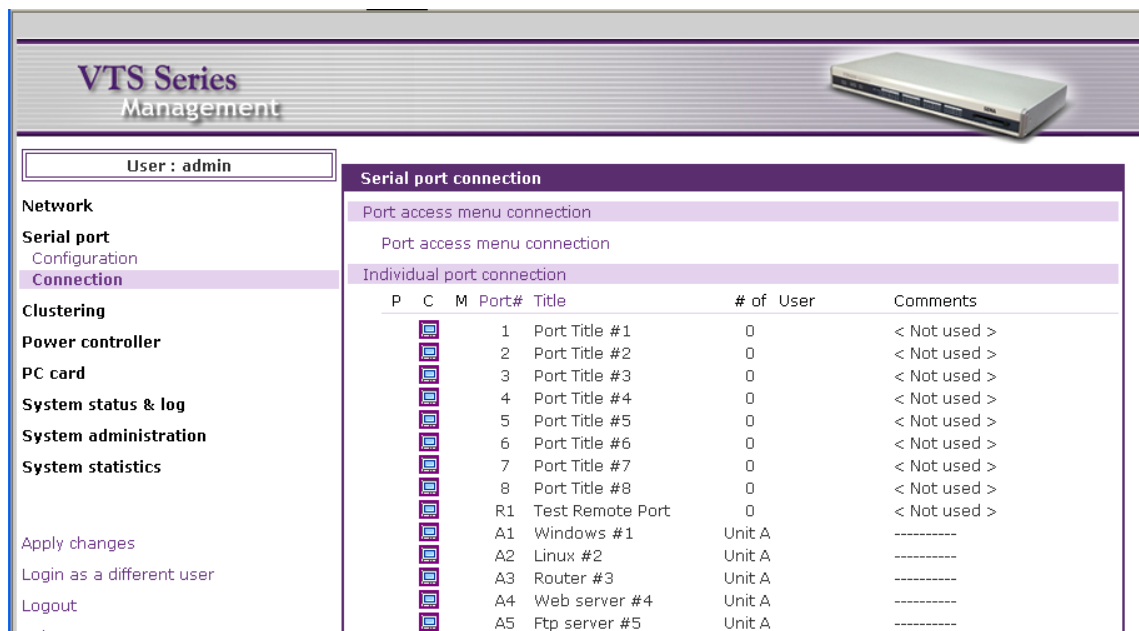 VTS Series
Management
User : admin
Network
Serial port
Configuration
Connection
Clustering
Power controller
PC card
System status & log
System administration
System statistics
Apply changes
Login as a different user
Logout
Serial port connection
Port access menu connection
Port access menu connection
Individual port connection
P C M Port# Title # of User Comments
1 Port Title #1 0 < Not used >
2 Port Title #2 0 < Not used >
3 Port Title #3 0 < Not used >
4 Port Title #4 0 < Not used >
5 Port Title #5 0 < Not used >
6 Port Title #6 0 < Not used >
7 Port Title #7 0 < Not used >
8 Port Title #8 0 < Not used >
R1 Test Remote Port 0 < Not used >
A1 Windows #1 Unit A ----------
A2 Linux #2 Unit A ----------
A3 Router #3 Unit A ----------
A4 Web server #4 Unit A ----------
A5 Ftp server #5 Unit A ----------